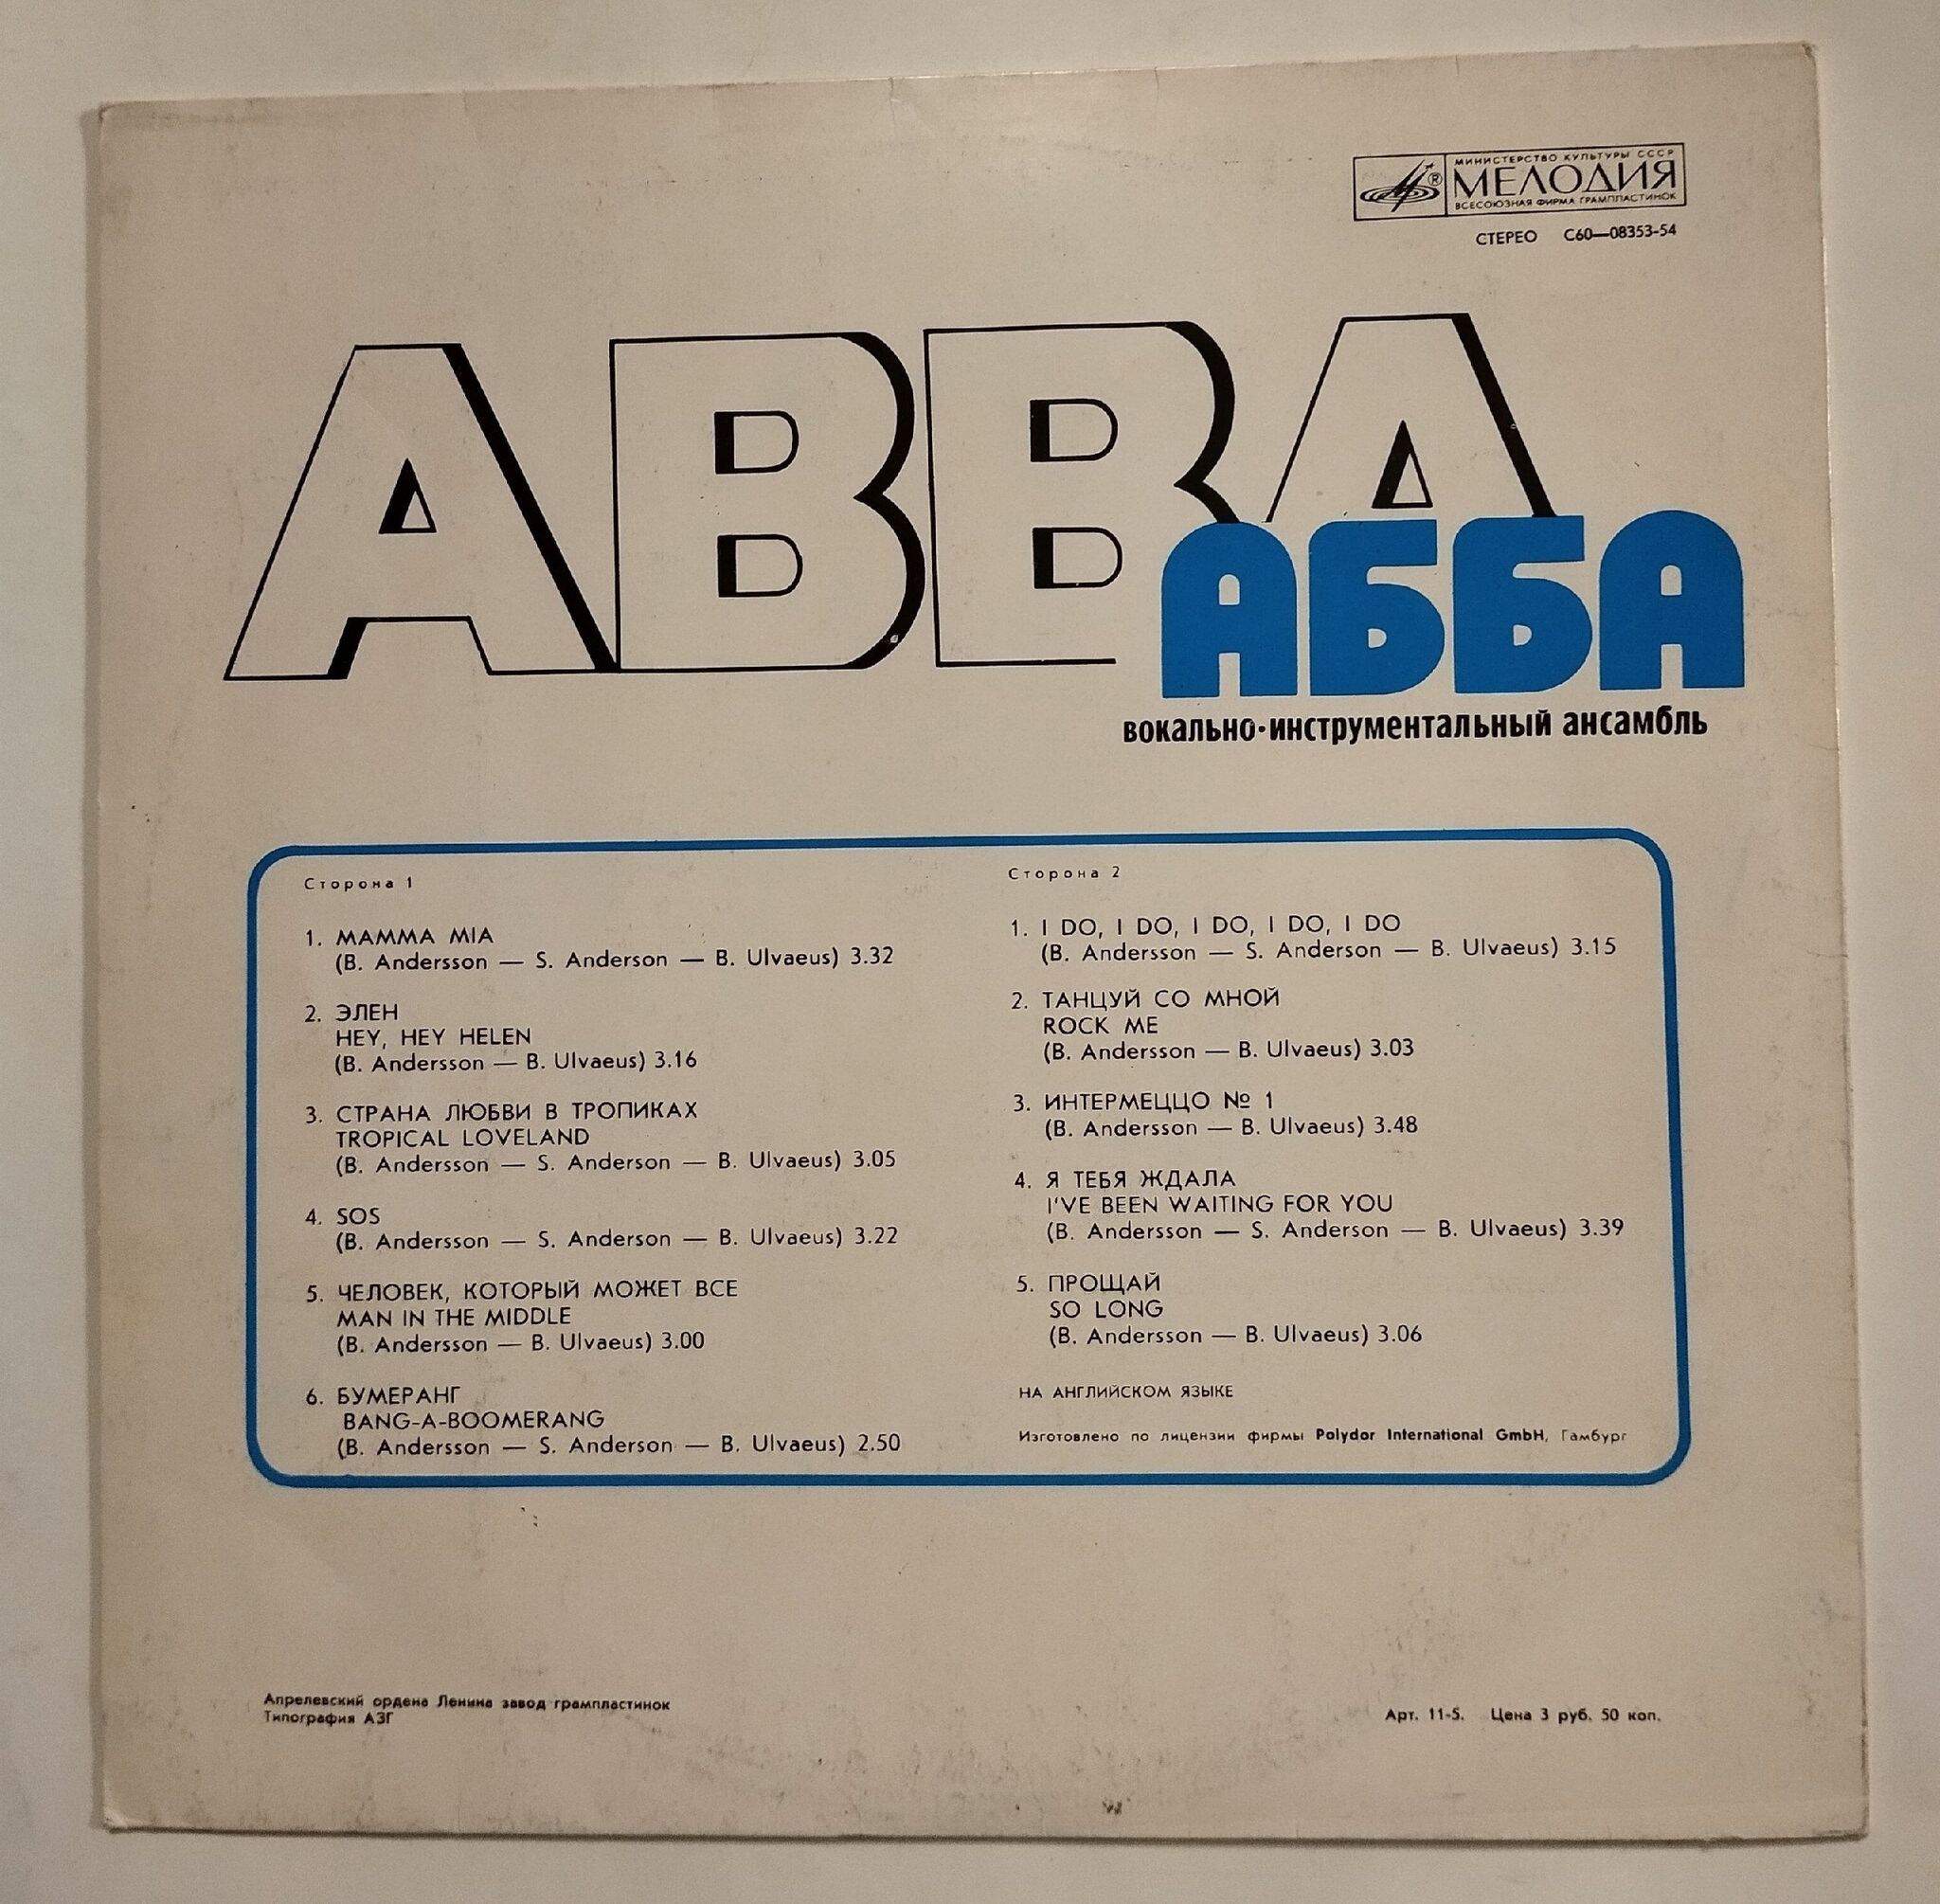 МИНИСТЕРСТВО КУЛЬТУРЫ СССР
МЕЛОДИЯ
ВСЕСОЮЗНАЯ ФИРМА ГРАМПЛАСТИНОК
®
СТЕРЕО С60—08353-54
ABBA
АББА
вокально-инструментальный ансамбль
Сторона 1
1. MAMMA MIA
(B. Andersson — S. Anderson — B. Ulvaeus) 3.32
2. ЭЛЕН
HEY, HEY HELEN
(B. Andersson — B. Ulvaeus) 3.16
3. СТРАНА ЛЮБВИ В ТРОПИКАХ
TROPICAL LOVELAND
(B. Andersson — S. Anderson — B. Ulvaeus) 3.05
4. SOS
(B. Andersson — S. Anderson — B. Ulvaeus) 3.22
5. ЧЕЛОВЕК, КОТОРЫЙ МОЖЕТ ВСЕ
MAN IN THE MIDDLE
(B. Andersson — B. Ulvaeus) 3.00
6. БУМЕРАНГ
BANG-A-BOOMERANG
(B. Andersson — S. Anderson — B. Ulvaeus) 2.50
Сторона 2
1. I DO, I DO, I DO, I DO, I DO
(B. Andersson — S. Anderson — B. Ulvaeus) 3.15
2. ТАНЦУЙ СО МНОЙ
ROCK ME
(B. Andersson — B. Ulvaeus) 3.03
3. ИНТЕРМЕЦЦО № 1
(B. Andersson — B. Ulvaeus) 3.48
4. Я ТЕБЯ ЖДАЛА
I'VE BEEN WAITING FOR YOU
(B. Andersson — S. Anderson — B. Ulvaeus) 3.39
5. ПРОЩАЙ
SO LONG
(B. Andersson — B. Ulvaeus) 3.06
НА АНГЛИЙСКОМ ЯЗЫКЕ
Изготовлено по лицензии фирмы Polydor International GmbH, Гамбург
Апрелевский ордена Ленина завод грампластинок
Типография АЗГ
Арт. 11-5. Цена 3 руб. 50 коп.